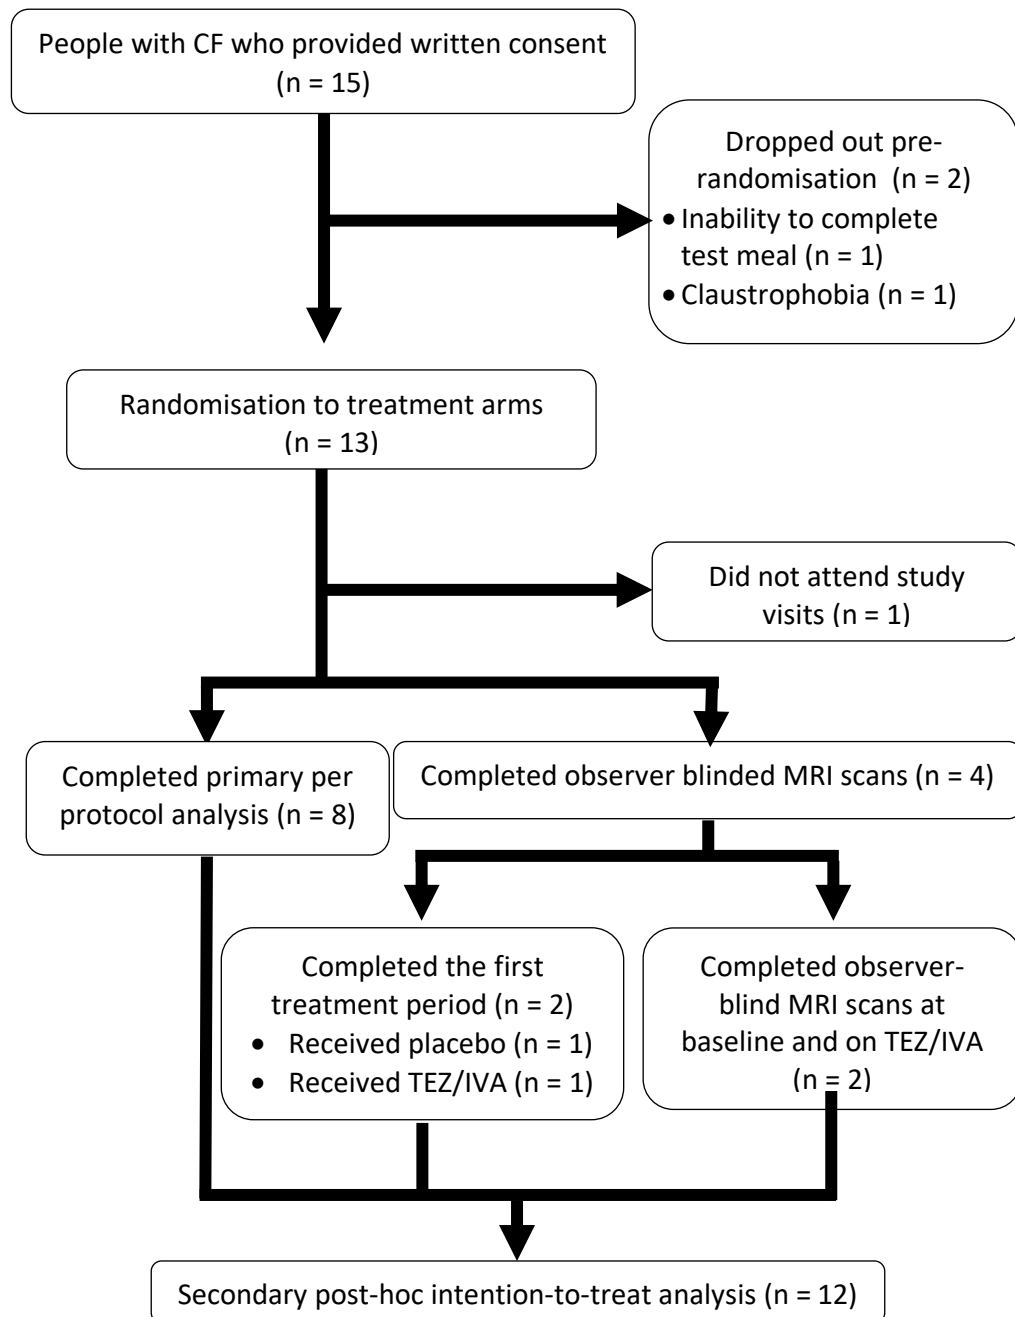 People with CF who provided written consent
(n = 15)
Dropped out pre-
randomisation (n = 2)
• Inability to complete
test meal (n = 1)
• Claustrophobia (n = 1)
Randomisation to treatment arms
(n = 13)
Did not attend study
visits (n = 1)
Completed primary per
protocol analysis (n = 8)
Completed observer blinded MRI scans (n = 4)
Completed the first
treatment period (n = 2)
• Received placebo (n = 1)
• Received TEZ/IVA (n = 1)
Completed observer-
blind MRI scans at
baseline and on TEZ/IVA
(n = 2)
Secondary post-hoc intention-to-treat analysis (n = 12)